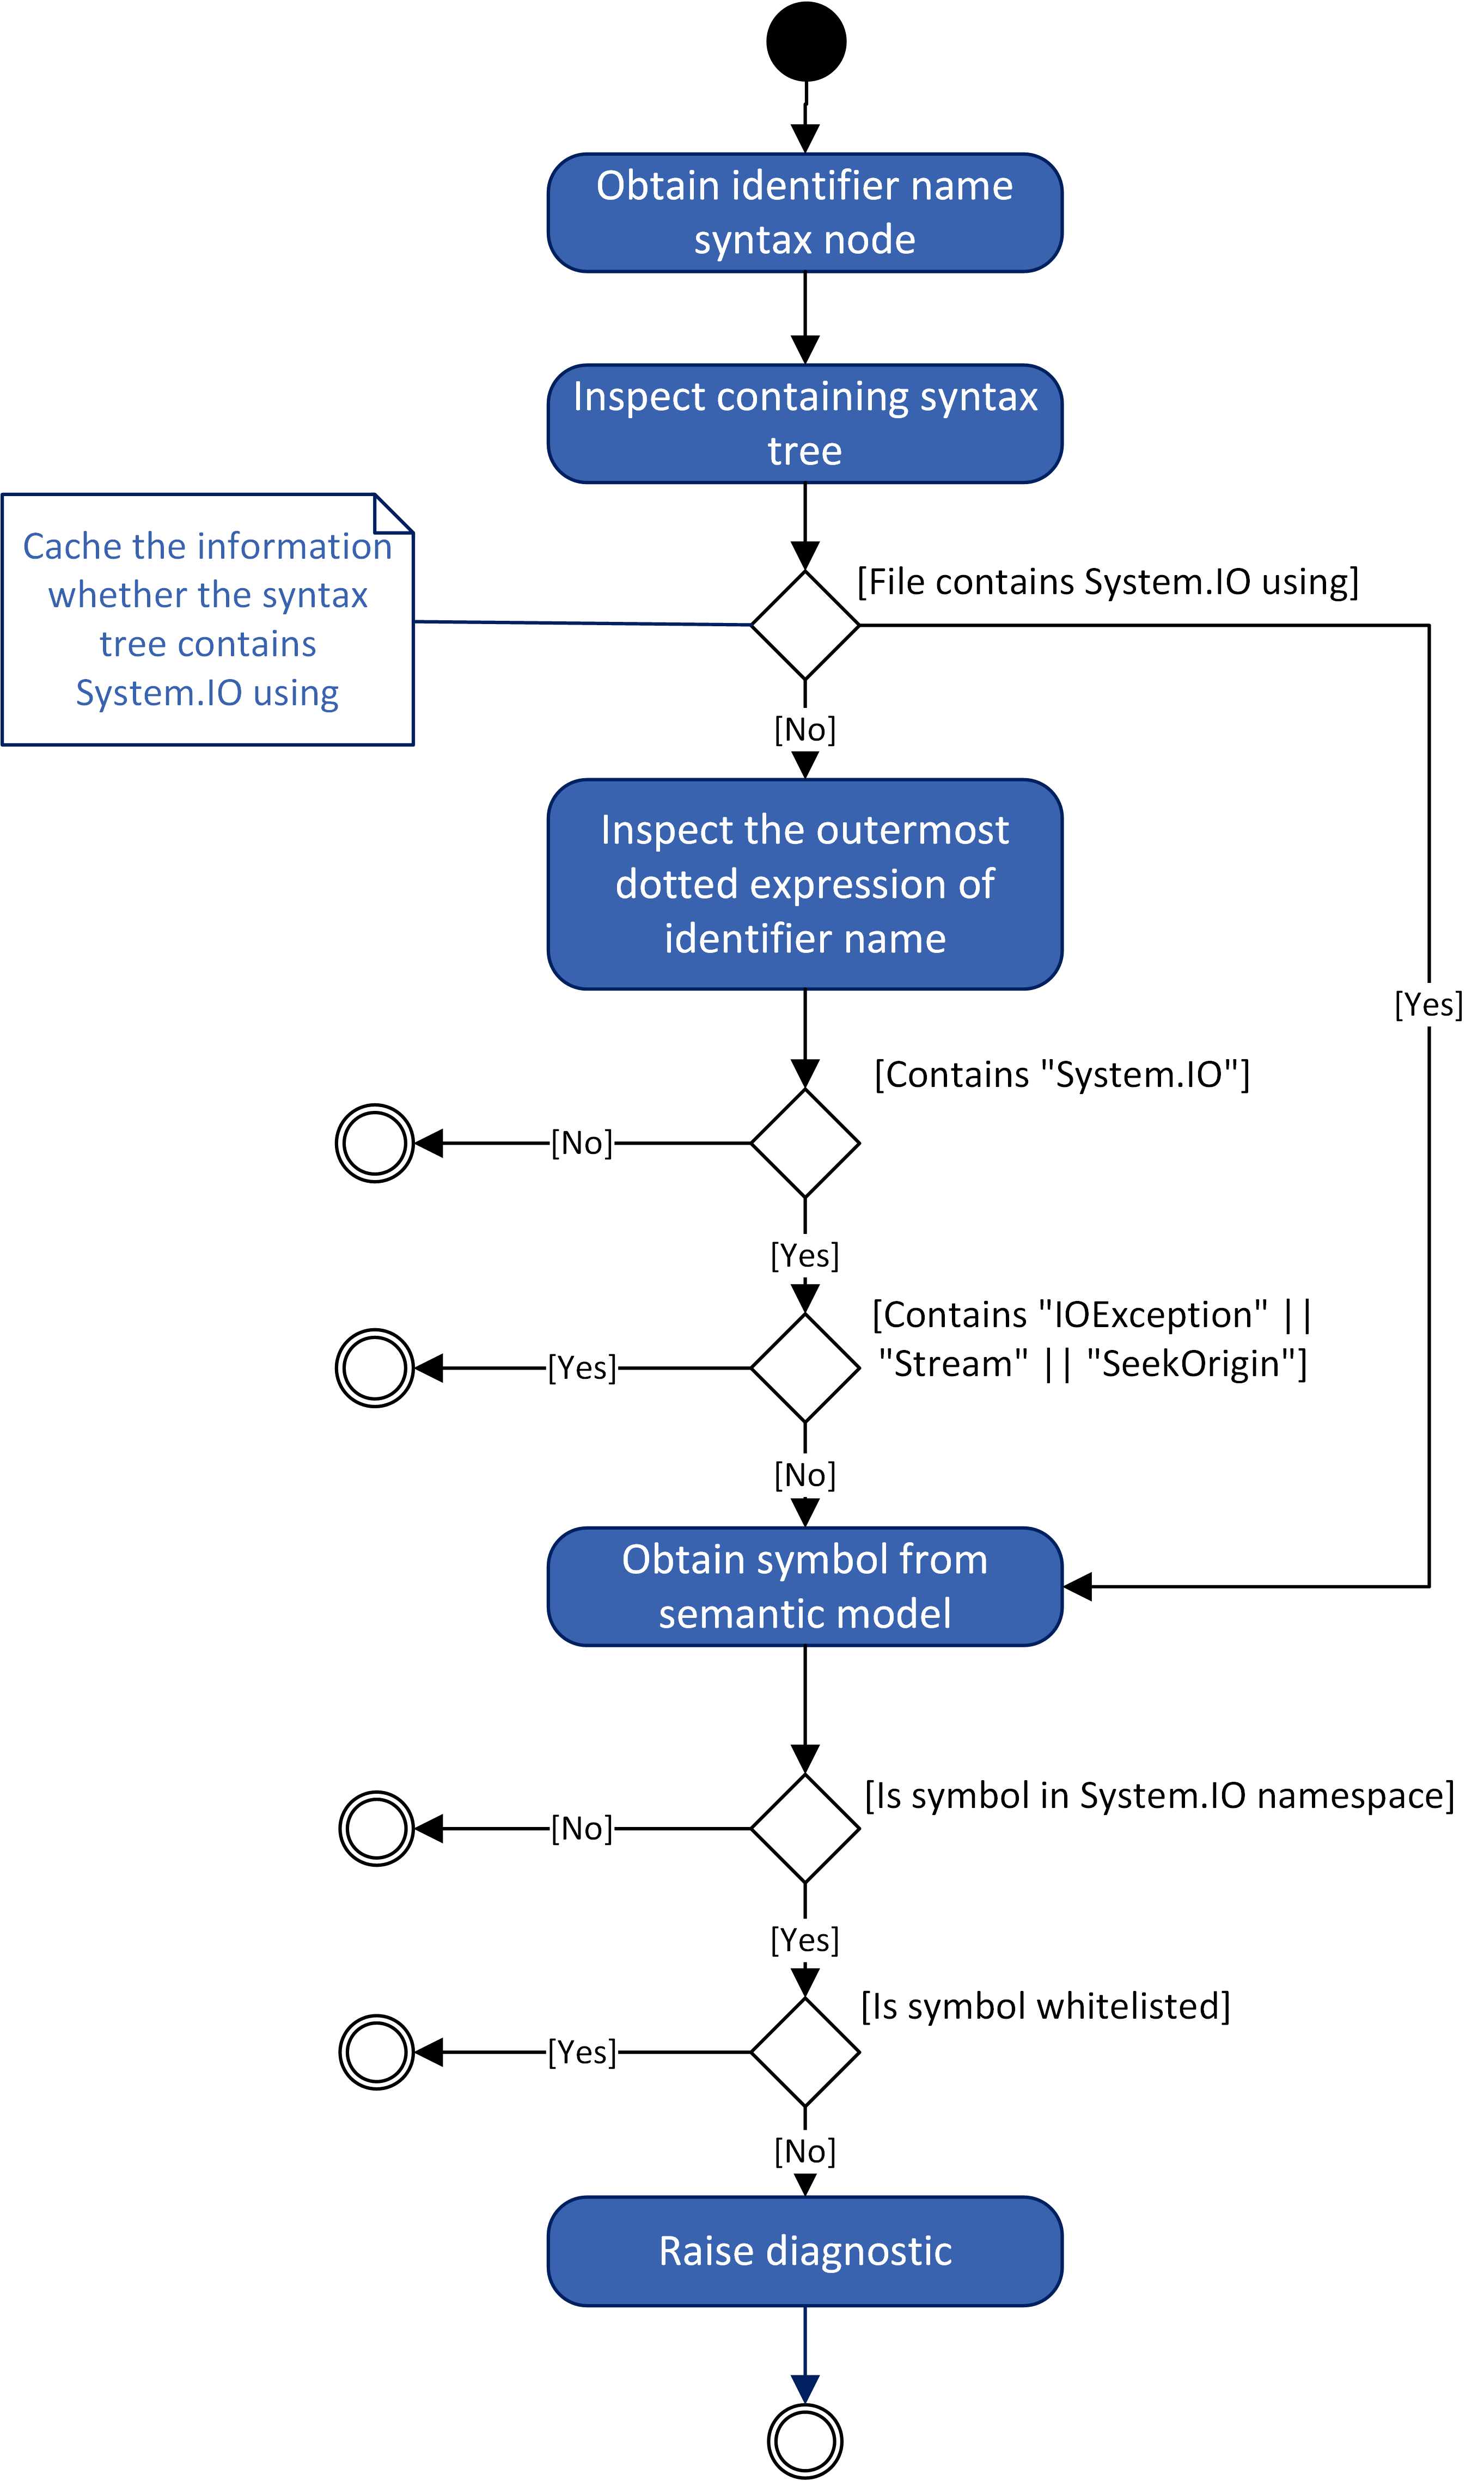 Obtain identifier name
syntax node
Inspect containing syntax
tree
Cache the information
whether the syntax
tree contains
System.IO using
[File contains System.IO using]
[No]
Inspect the outermost
dotted expression of
identifier name
[Yes]
[Contains "System.IO"]
[No]
[Yes]
[Contains "IOException" ||
"Stream" || "SeekOrigin"]
[Yes]
[No]
Obtain symbol from
semantic model
[Is symbol in System.IO namespace]
[No]
[Yes]
[Is symbol whitelisted]
[Yes]
[No]
Raise diagnostic